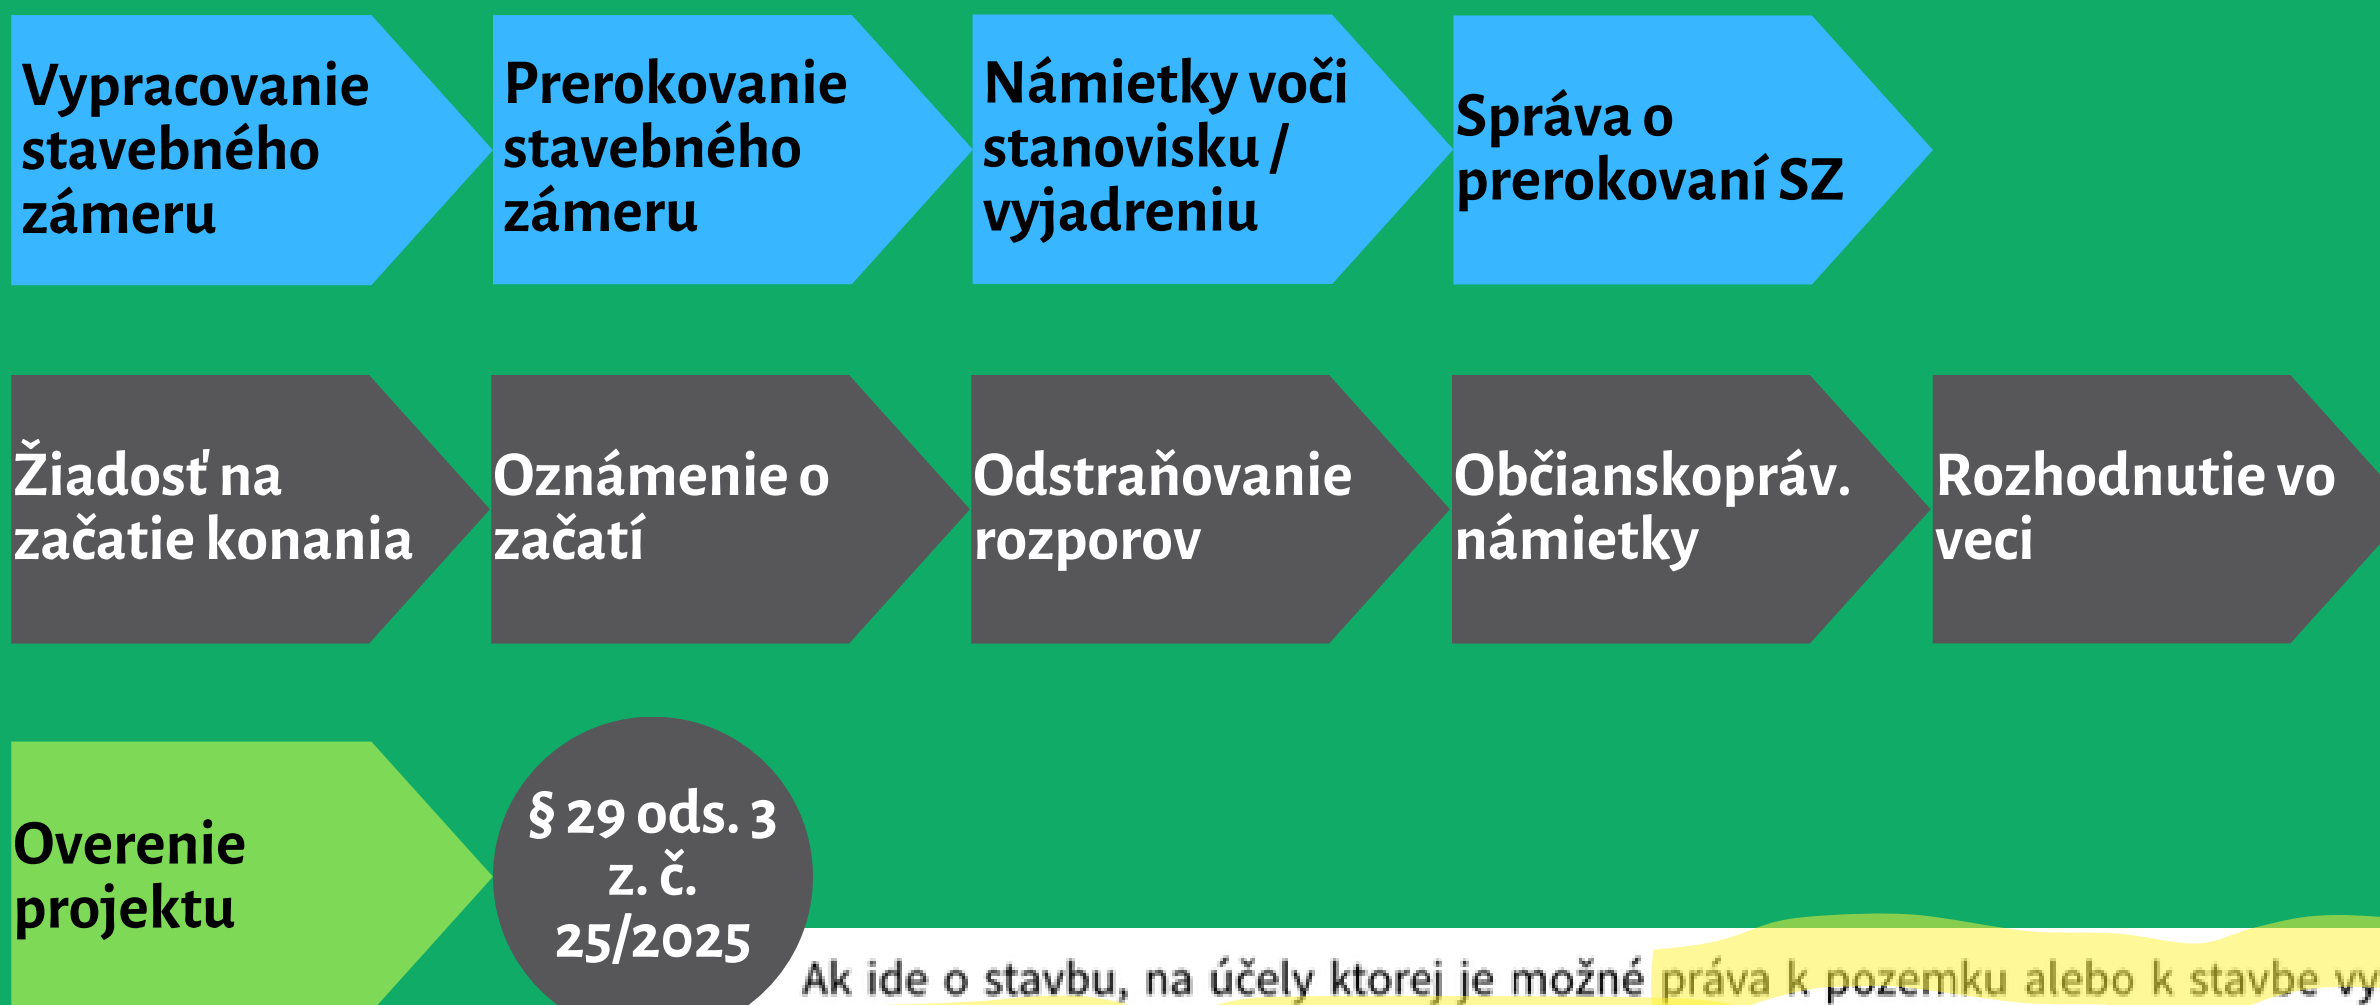 Vypracovanie
stavebného
zámeru
Prerokovanie
stavebného
zámeru
Námietky voči
stanovisku /
vyjadreniu
Správa o
prerokovaní SZ
Žiadosť na
začatie konania
Oznámenie o
začatí
Odstraňovanie
rozporov
Občianskopráv.
námietky
Rozhodnutie vo
veci
Overenie
projektu
§ 29 ods. 3
z. č.
25/2025
Ak ide o stavbu, na účely ktorej je možné práva k pozemku alebo k stavbe